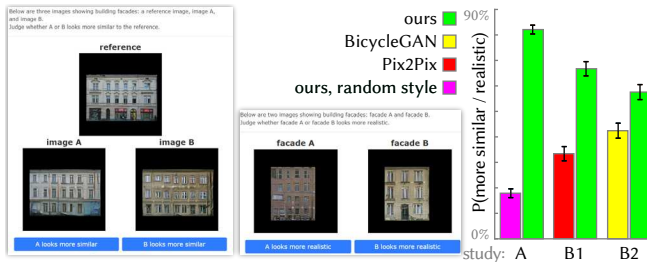 Below are three images showing building facades: a reference image, image A,
and image B.
Judge whether A or B looks more similar to the reference.
reference
image A
image B
A looks more similar
B looks more similar
Below are two images showing building facades; facade A and facade B.
Judge whether facade A or facade B looks more realistic.
facade A
facade B
A looks more realistic
B looks more realistic
ours
BicycleGAN
Pix2Pix
ours, random style
90%
P(more similar / realistic)
0%
study: A B1 B2